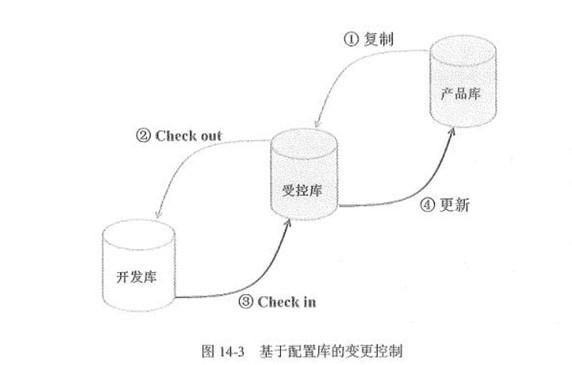 ① 复制
产品库
② Check out
受控库
④ 更新
开发库
③ Check in
图 14-3 基于配置库的变更控制